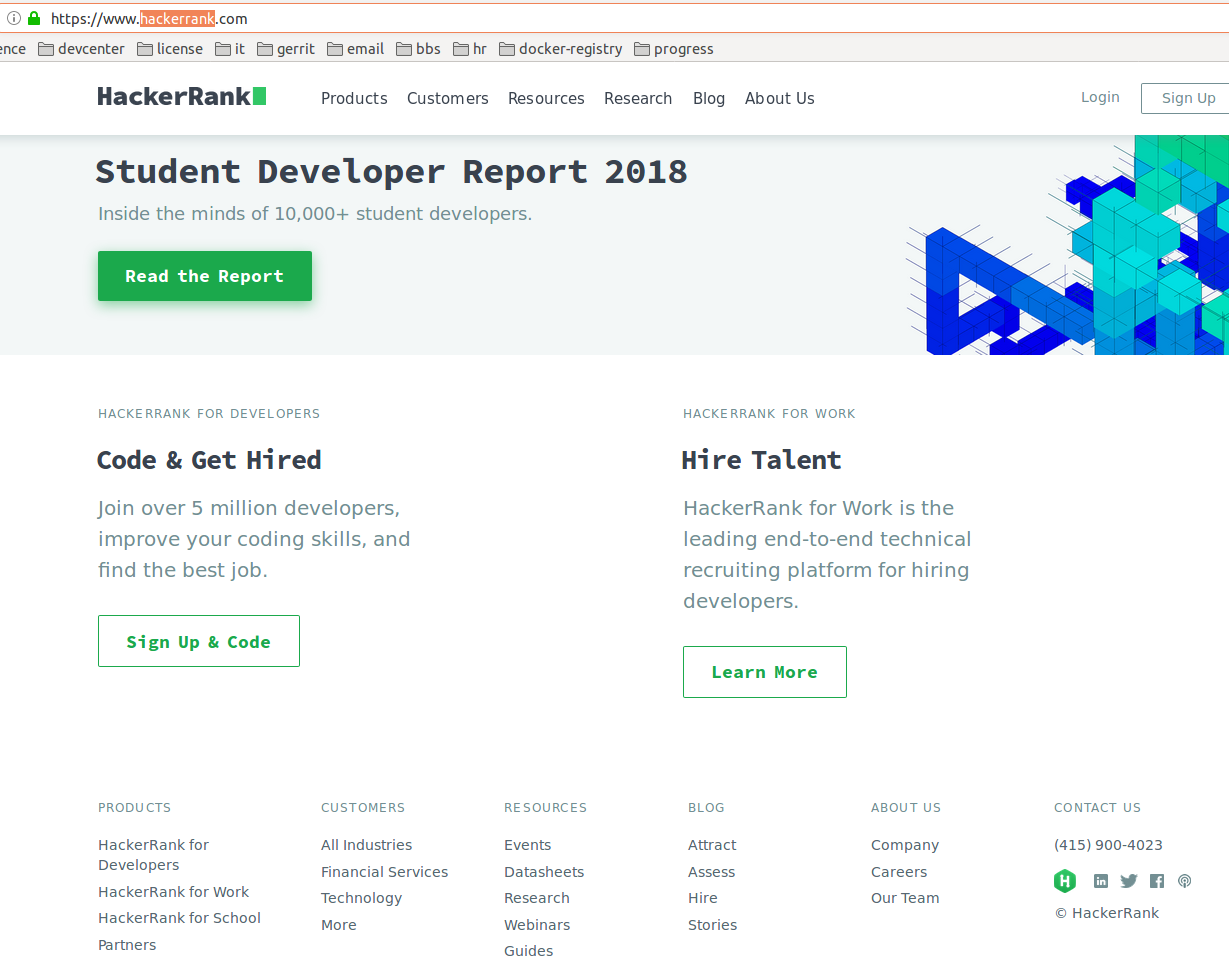 https://www.hackerrank.com
ence devcenter license it gerrit email bbs hr docker-registry progress
HackerRank Products Customers Resources Research Blog About Us Login Sign Up
Student Developer Report 2018
Inside the minds of 10,000+ student developers.
Read the Report
HACKERRANK FOR DEVELOPERS
Code & Get Hired
Join over 5 million developers,
improve your coding skills, and
find the best job.
Sign Up & Code
HACKERRANK FOR WORK
Hire Talent
HackerRank for Work is the
leading end-to-end technical
recruiting platform for hiring
developers.
Learn More
PRODUCTS
HackerRank for
Developers
HackerRank for Work
HackerRank for School
Partners
CUSTOMERS
All Industries
Financial Services
Technology
More
RESOURCES
Events
Datasheets
Research
Webinars
Guides
BLOG
Attract
Assess
Hire
Stories
ABOUT US
Company
Careers
Our Team
CONTACT US
(415) 900-4023
H in
© HackerRank